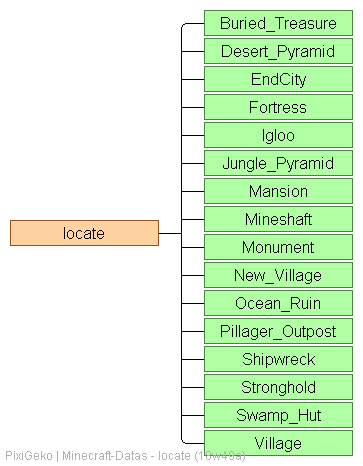 Buried_Treasure
Desert_Pyramid
EndCity
Fortress
Igloo
Jungle_Pyramid
Mansion
locate
Mineshaft
Monument
New_Village
Ocean_Ruin
Pillager_Outpost
Shipwreck
Stronghold
Swamp_Hut
Village
PixiGeko | Minecraft-Datas - locate